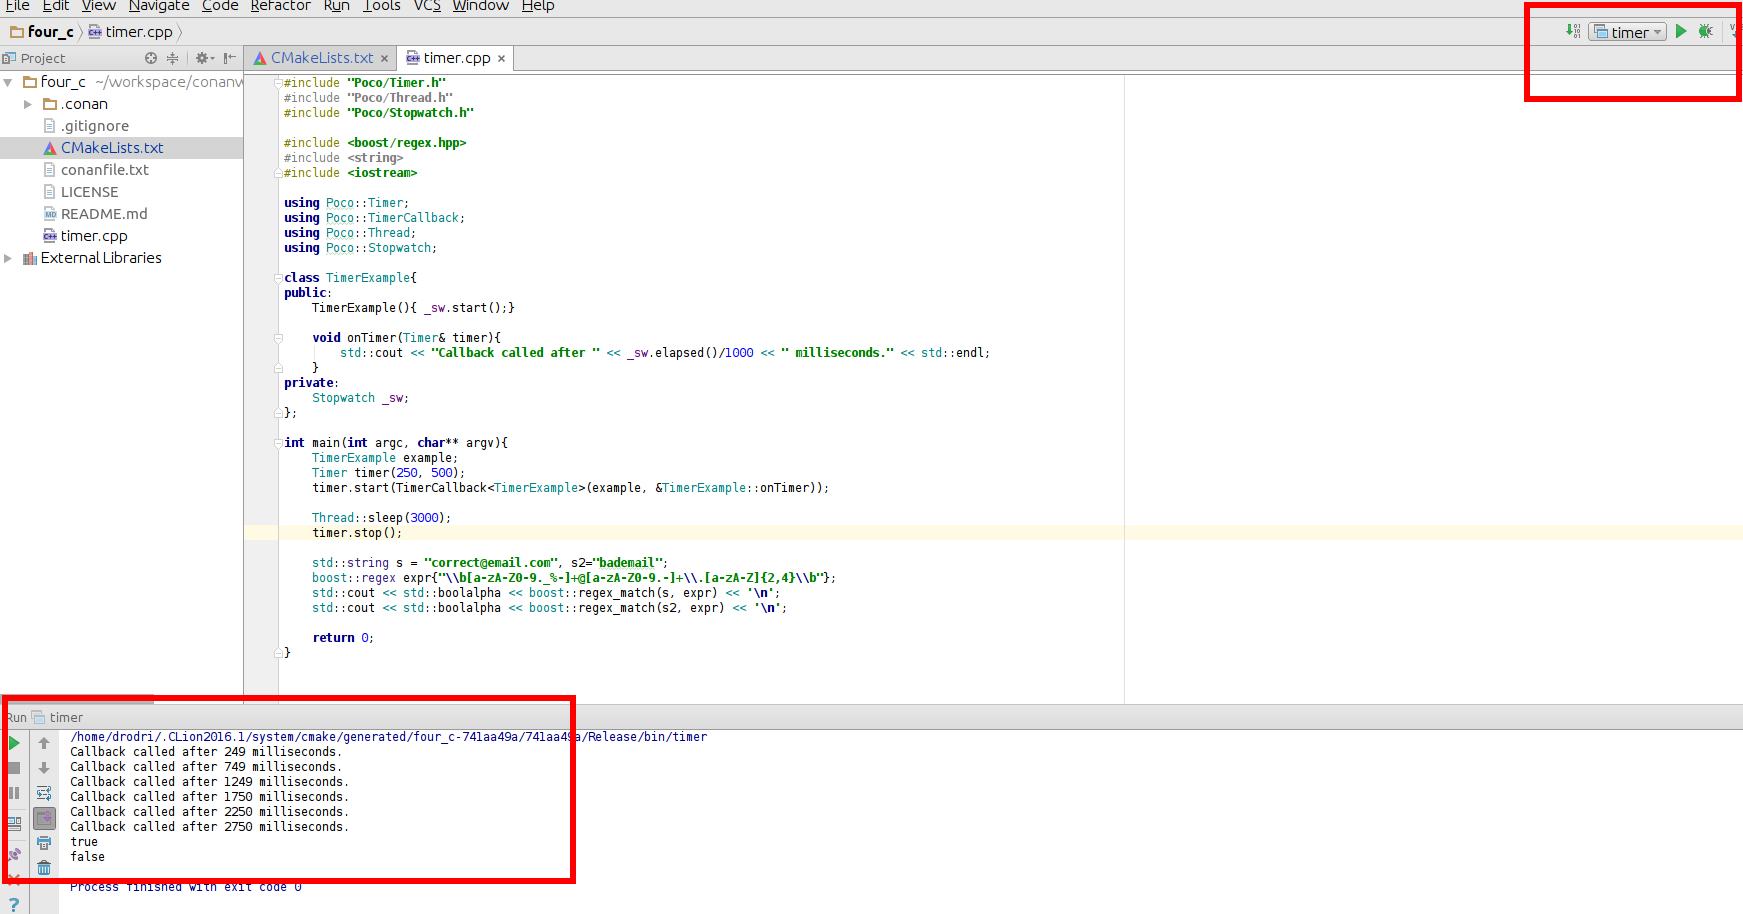 File Edit View Navigate Code Refactor Run Tools VCS Window Help
four_c timer.cpp
timer
Project
CMakeLists.txt timer.cpp
four_c ~/workspace/conanw
.conan
.gitignore
CMakeLists.txt
conanfile.txt
LICENSE
README.md
timer.cpp
External Libraries
#include "Poco/Timer.h"
#include "Poco/Thread.h"
#include "Poco/Stopwatch.h"
#include <boost/regex.hpp>
#include <string>
#include <iostream>
using Poco::Timer;
using Poco::TimerCallback;
using Poco::Thread;
using Poco::Stopwatch;
class TimerExample{
public:
TimerExample(){ _sw.start();}
void onTimer(Timer& timer){
std::cout << "Callback called after " << _sw.elapsed()/1000 << " milliseconds." << std::endl;
}
private:
Stopwatch _sw;
};
int main(int argc, char** argv){
TimerExample example;
Timer timer(250, 500);
timer.start(TimerCallback<TimerExample>(example, &TimerExample::onTimer));
Thread::sleep(3000);
timer.stop();
std::string s = "correct@email.com", s2="bademail";
boost::regex expr{"\\b[a-zA-Z0-9._%-]+@[a-zA-Z0-9.-]+\\.[a-zA-Z]{2,4}\\b"};
std::cout << std::boolalpha << boost::regex_match(s, expr) << '\n';
std::cout << std::boolalpha << boost::regex_match(s2, expr) << '\n';
return 0;
}
Run timer
/home/drodri/.CLion2016.1/system/cmake/generated/four_c-741aa49a/741aa49a/Release/bin/timer
Callback called after 249 milliseconds.
Callback called after 749 milliseconds.
Callback called after 1249 milliseconds.
Callback called after 1750 milliseconds.
Callback called after 2250 milliseconds.
Callback called after 2750 milliseconds.
true
false
Process finished with exit code 0